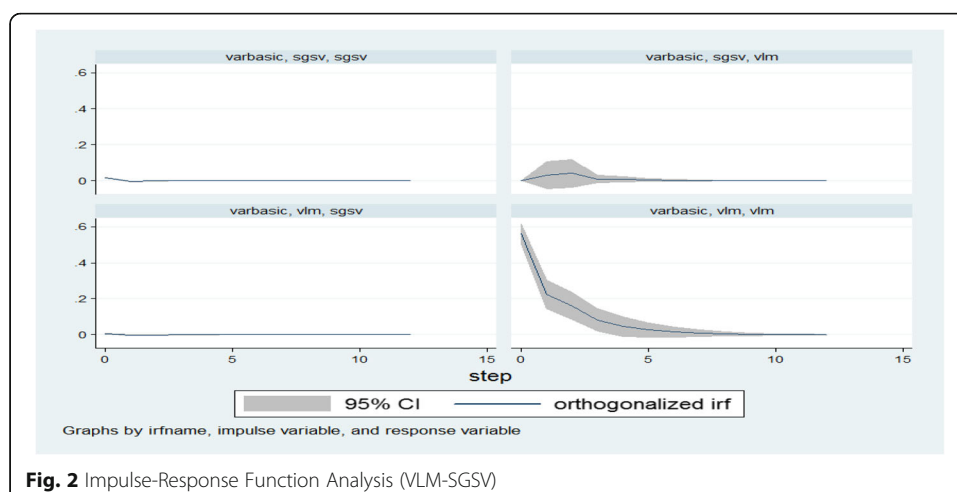 varbasic, sgsv, sgsv
varbasic, sgsv, vlm
.6
.4
.2
0
varbasic, vlm, sgsv
varbasic, vlm, vlm
.6
.4
.2
0
0 5 10 15 0 5 10 15
step
95% CI orthogonalized irf
Graphs by irfname, impulse variable, and response variable
Fig. 2 Impulse-Response Function Analysis (VLM-SGSV)